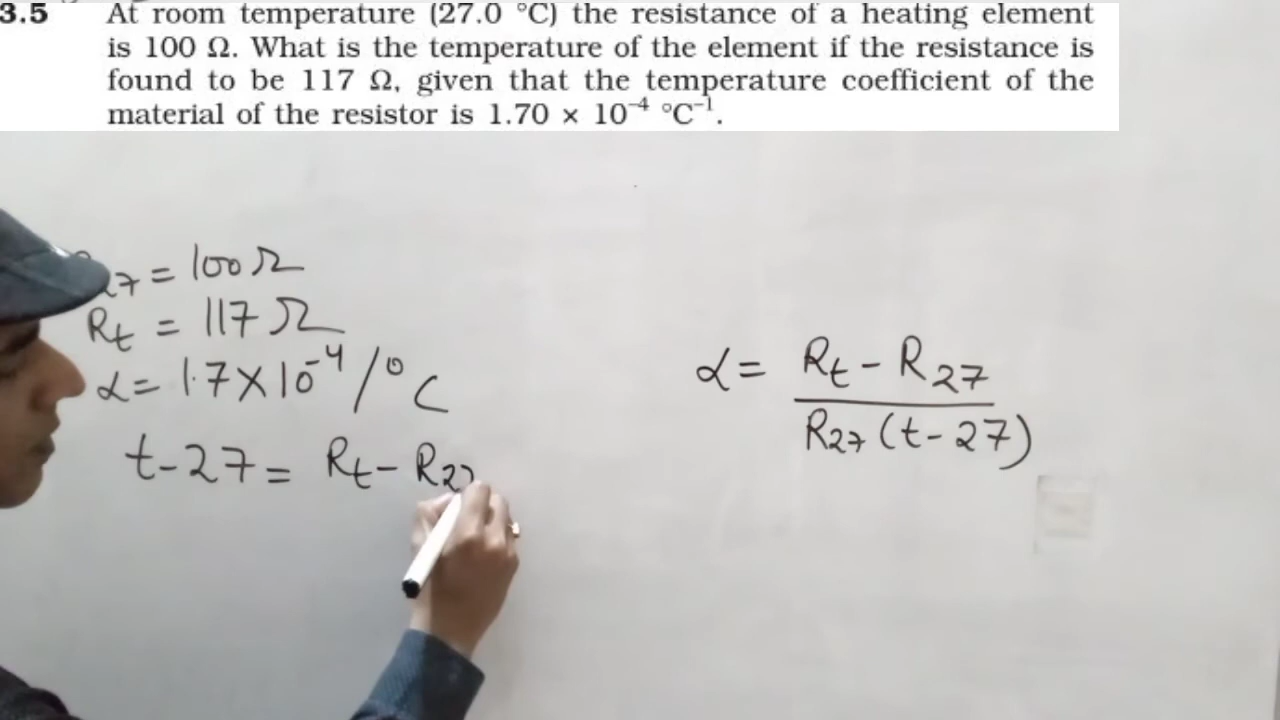 3.5 At room temperature (27.0 °C) the resistance of a heating element
is 100 Ω. What is the temperature of the element if the resistance is
found to be 117 Ω, given that the temperature coefficient of the
material of the resistor is 1.70 × 10⁻⁴ °C⁻¹.
R27 = 100 Ω
Rt = 117 Ω
α = 1.7 X 10⁻⁴ /°C
t - 27 = Rt - R27
α = Rt - R27
R27 (t - 27)